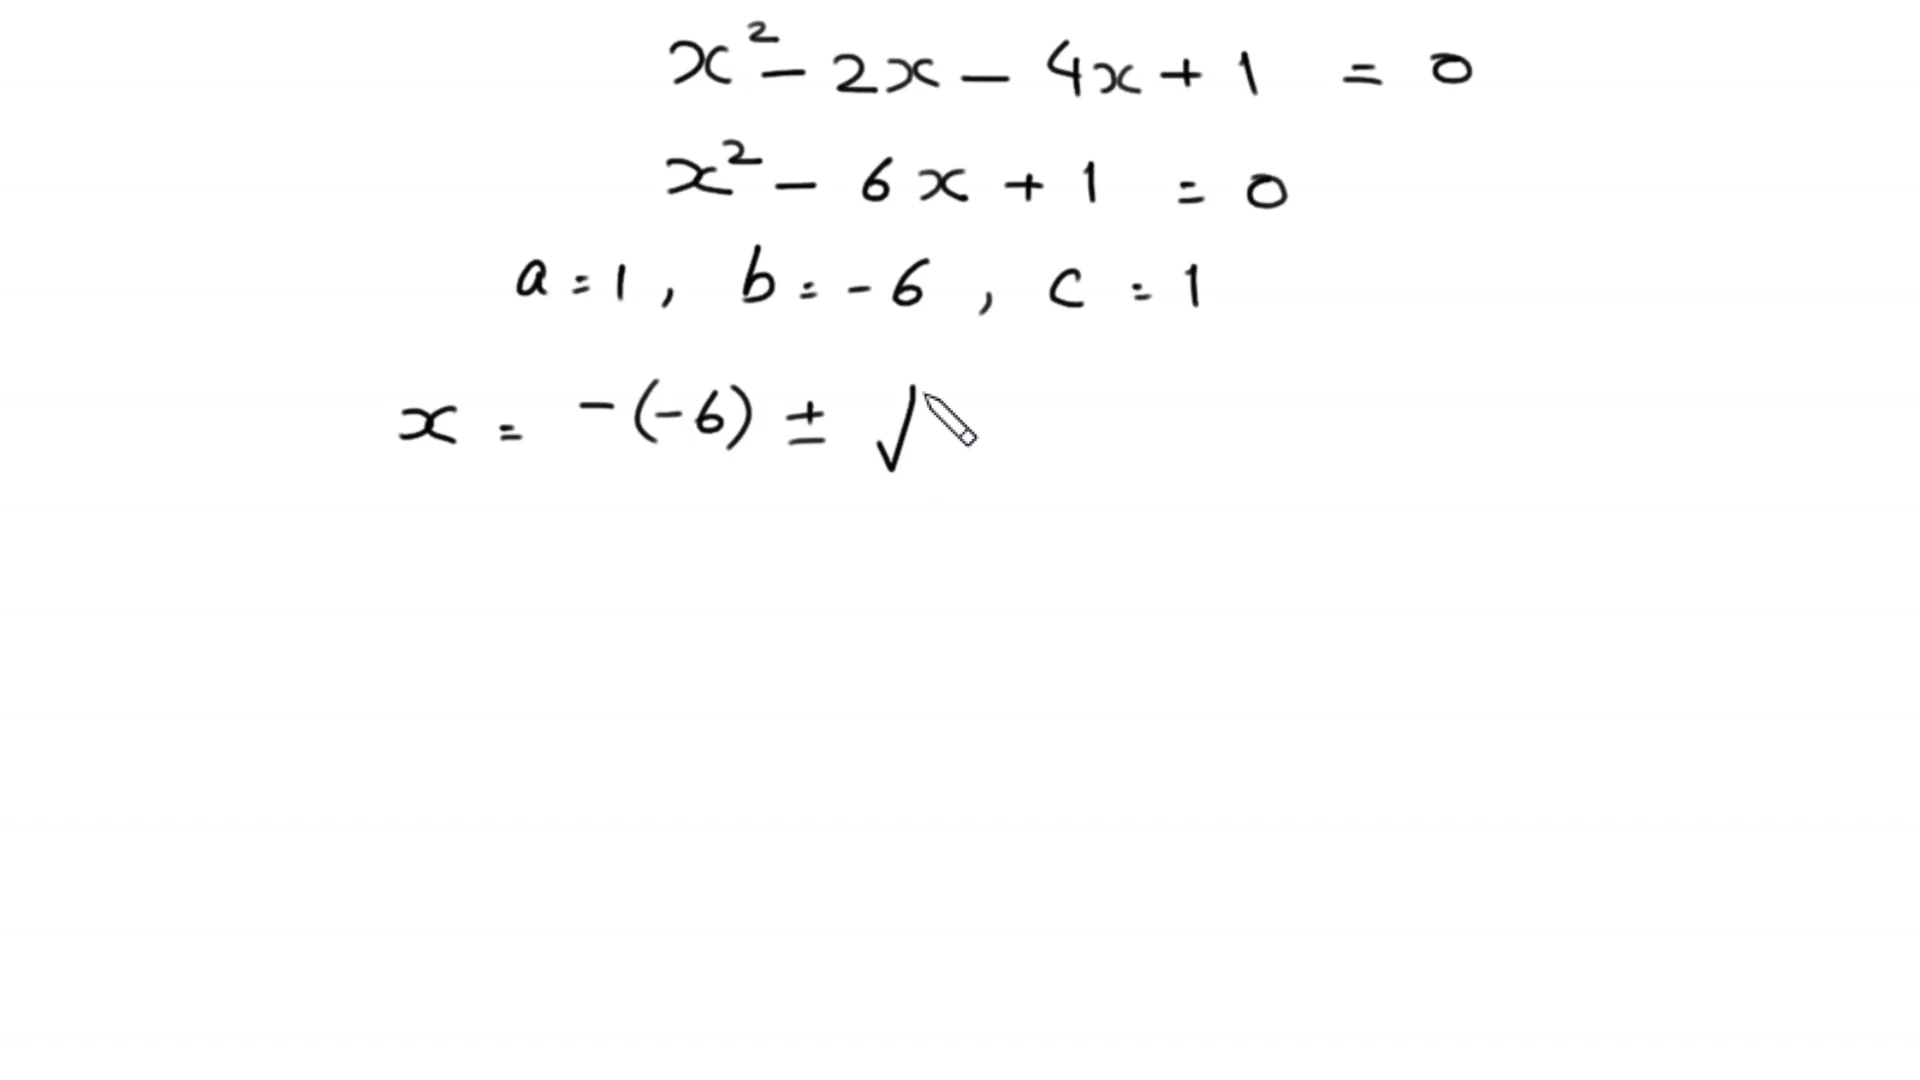 x² - 2x - 4x + 1 = 0
x² - 6x + 1 = 0
a = 1, b = -6, c = 1
x = -(-6) ± √